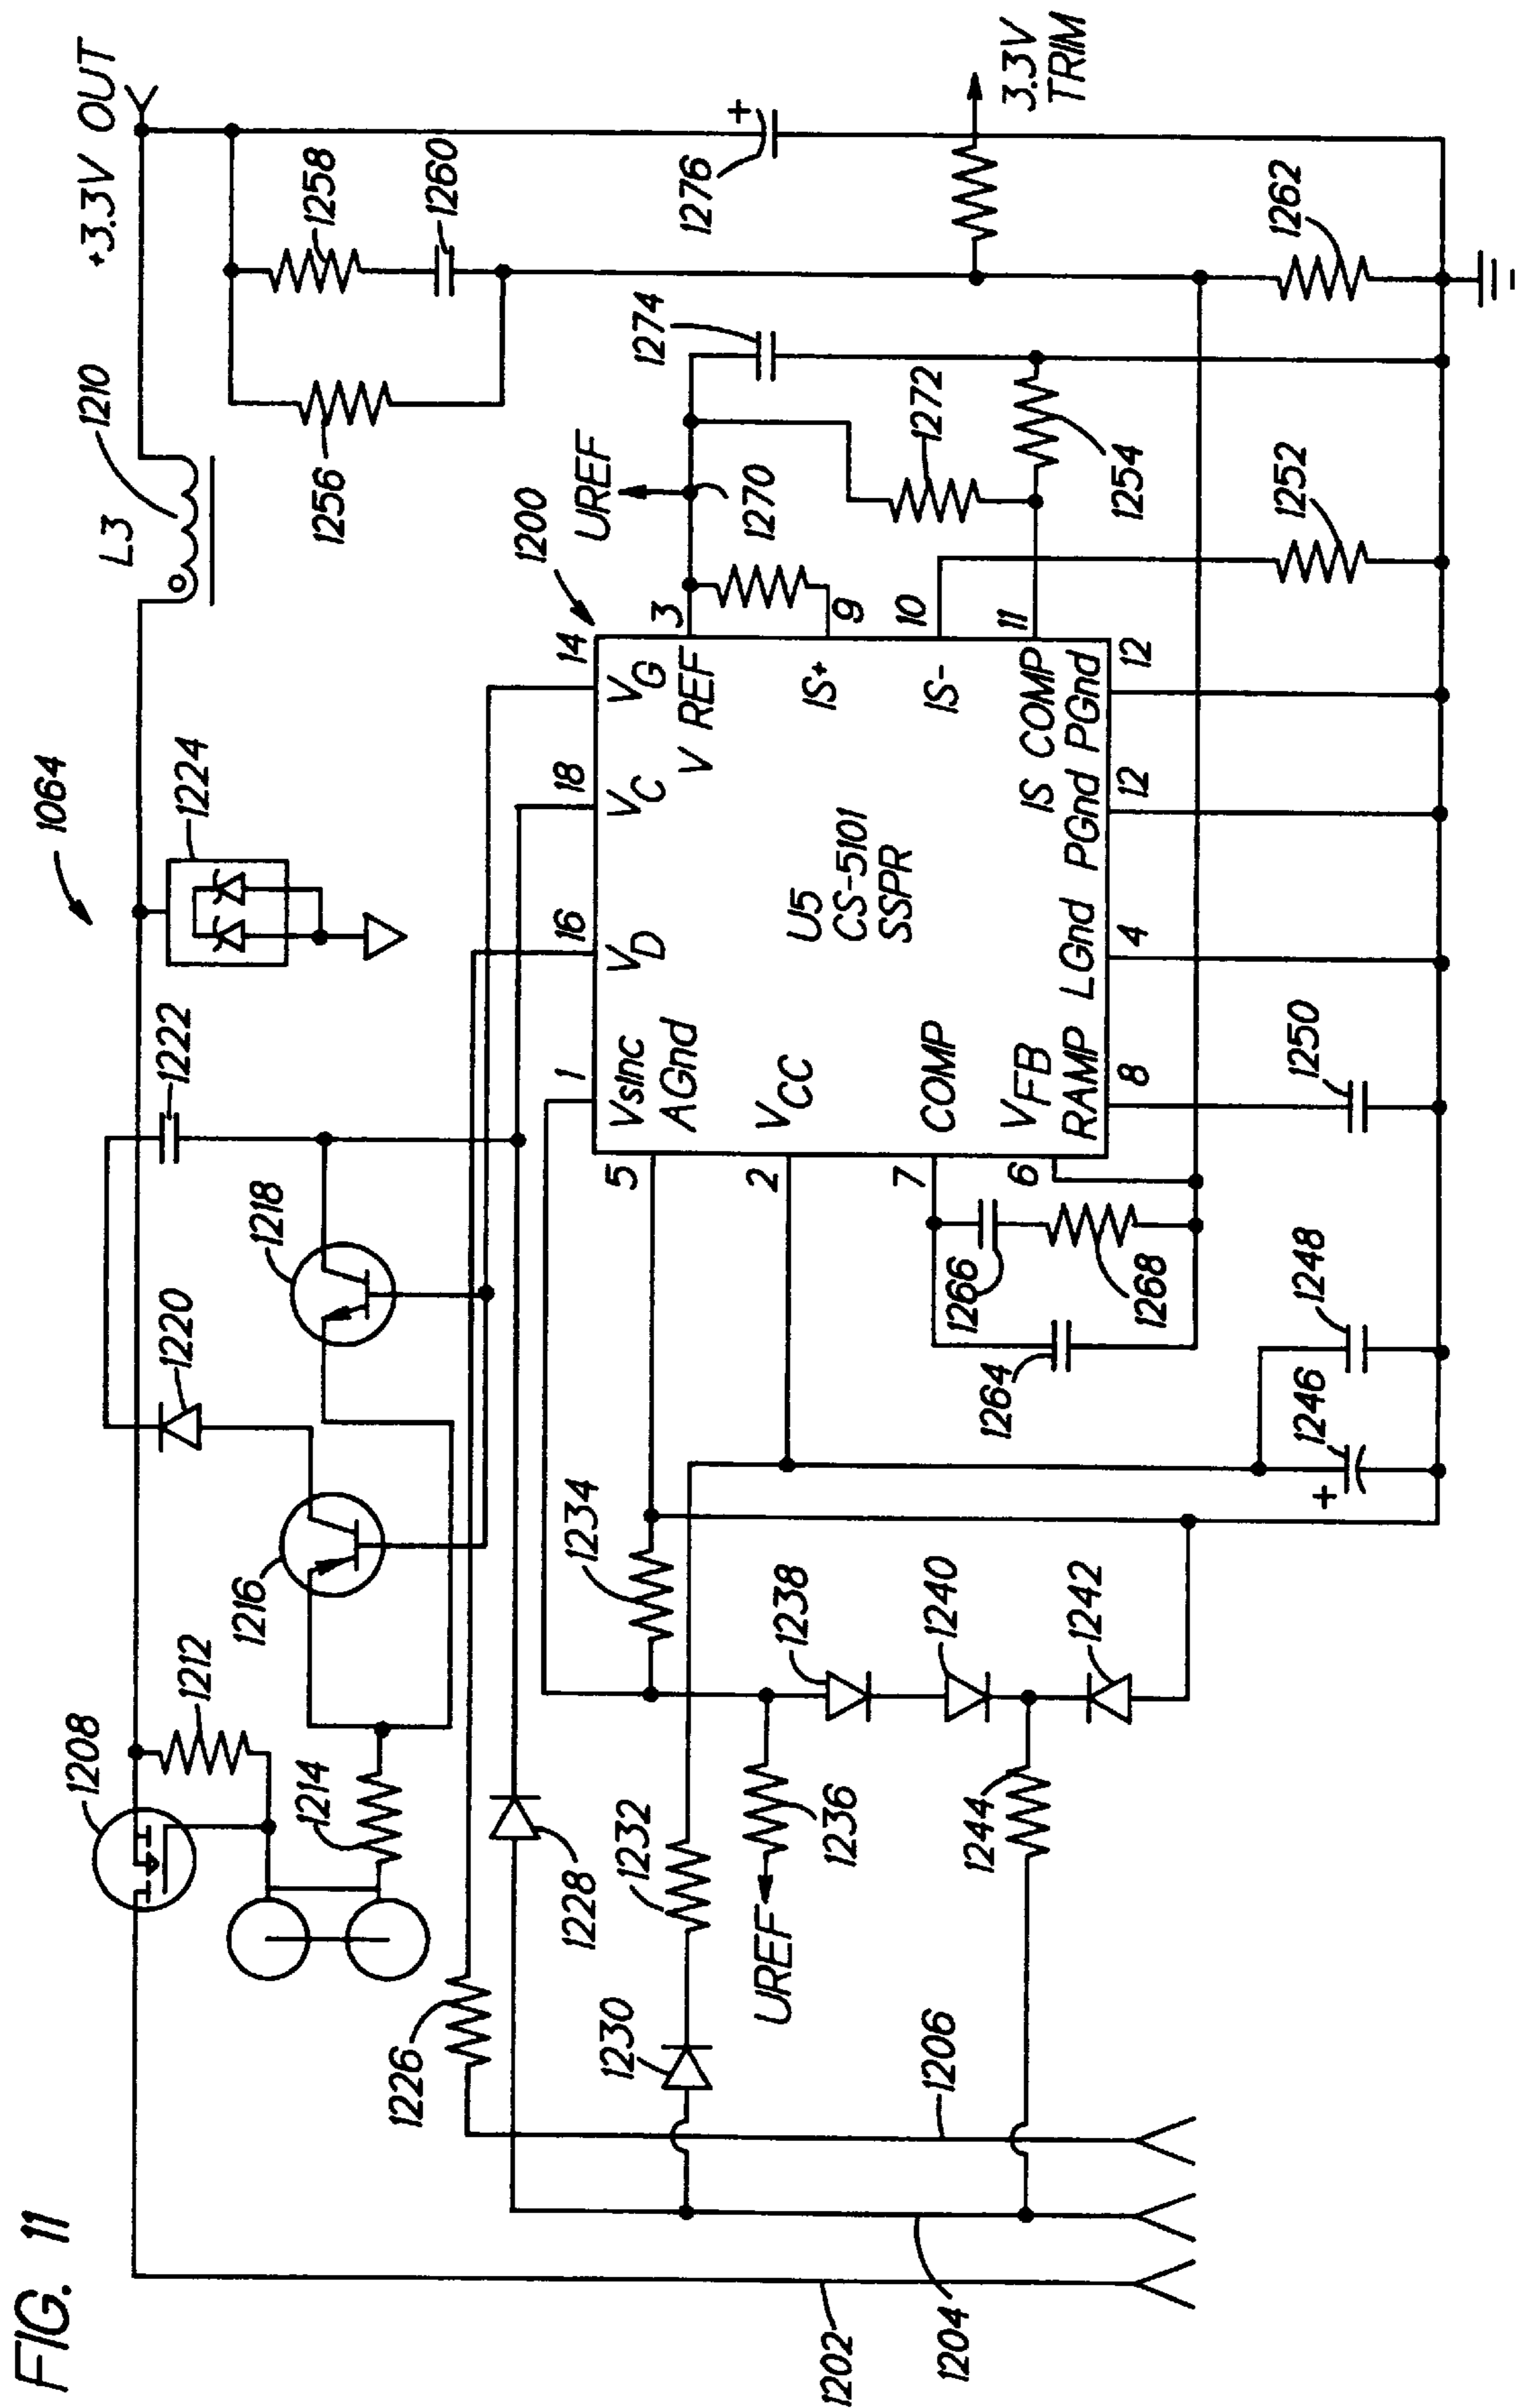 FIG. 11
1064
+3.3V OUT
L3
1210
1208
1212
1214
1216
1218
1220
1222
1224
1256
1258
1260
1276
3.3V
TRIM
1262
1226
1228
1230
1232
1234
1236
UREF
1238
1240
1242
1244
1246
1248
1250
1252
1254
1264
1266
1268
1270
1272
1274
UREF
1200
1
16
18
14
Vsinc
VD
VC
VG
AGnd
V REF
VCC
IS+
COMP
IS-
VFB
IS COMP
RAMP
LGnd
PGnd
PGnd
U5
CS-5101
SSPR
5
2
7
6
3
9
10
11
8
4
12
12
1202
1204
1206